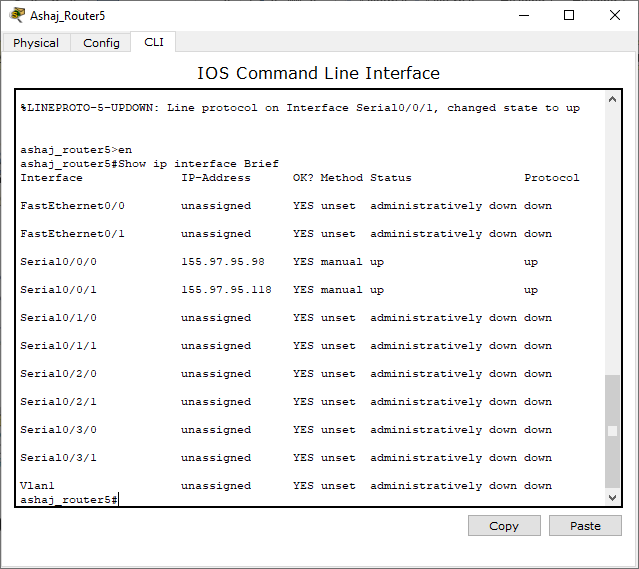 Ashaj_Router5
Physical Config CLI
IOS Command Line Interface
%LINEPROTO-5-UPDOWN: Line protocol on Interface Serial0/0/1, changed state to up
ashaj_router5>en
ashaj_router5#Show ip interface Brief
Interface IP-Address OK? Method Status Protocol
FastEthernet0/0 unassigned YES unset administratively down down
FastEthernet0/1 unassigned YES unset administratively down down
Serial0/0/0 155.97.95.98 YES manual up up
Serial0/0/1 155.97.95.118 YES manual up up
Serial0/1/0 unassigned YES unset administratively down down
Serial0/1/1 unassigned YES unset administratively down down
Serial0/2/0 unassigned YES unset administratively down down
Serial0/2/1 unassigned YES unset administratively down down
Serial0/3/0 unassigned YES unset administratively down down
Serial0/3/1 unassigned YES unset administratively down down
Vlan1 unassigned YES unset administratively down down
ashaj_router5#
Copy Paste